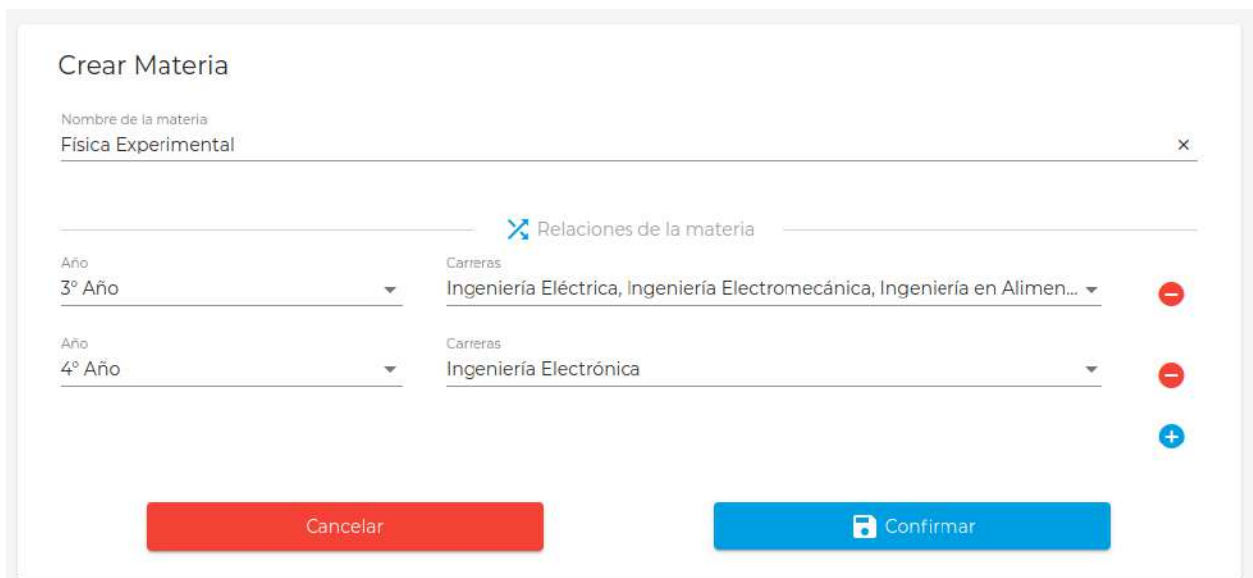 Crear Materia
Nombre de la materia
Física Experimental
Relaciones de la materia
Año Carreras
3° Año Ingeniería Eléctrica, Ingeniería Electromecánica, Ingeniería en Alimen...
Año Carreras
4° Año Ingeniería Electrónica
Cancelar Confirmar